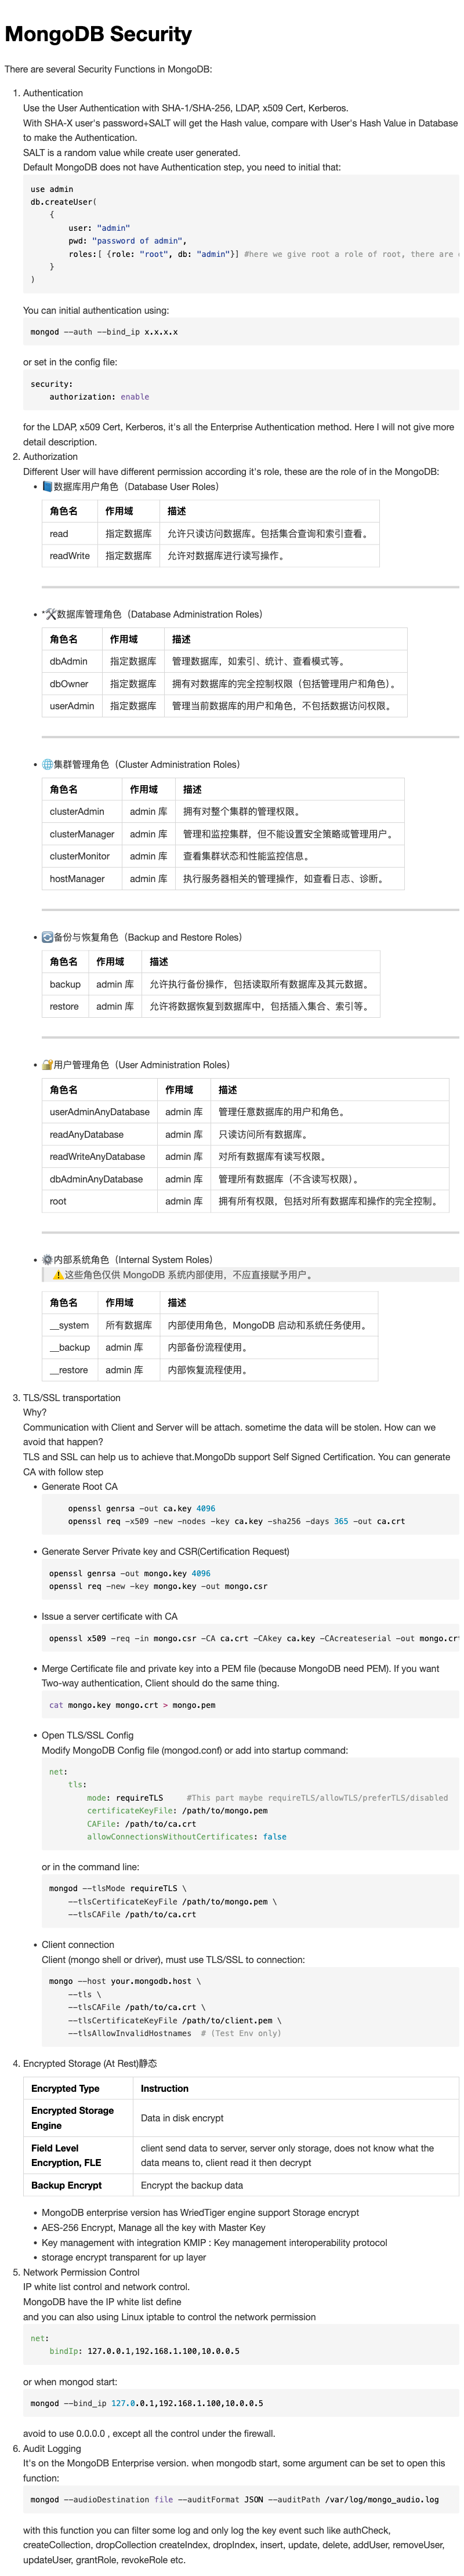 MongoDB Security
There are several Security Functions in MongoDB:
1. Authentication
Use the User Authentication with SHA-1/SHA-256, LDAP, x509 Cert, Kerberos.
With SHA-X user's password+SALT will get the Hash value, compare with User's Hash Value in Database
to make the Authentication.
SALT is a random value while create user generated.
Default MongoDB does not have Authentication step, you need to initial that:
use admin
db.createUser(
{
user: "admin"
pwd: "password of admin",
roles:[ {role: "root", db: "admin"}] #here we give root a role of root, there are
}
)
You can initial authentication using:
mongod --auth --bind_ip x.x.x.x
or set in the config file:
security:
authorization: enable
for the LDAP, x509 Cert, Kerberos, it's all the Enterprise Authentication method. Here I will not give more
detail description.
2. Authorization
Different User will have different permission according it's role, these are the role of in the MongoDB:
• 📘数据库用户角色（Database User Roles）
角色名 作用域 描述
read 指定数据库 允许只读访问数据库。包括集合查询和索引查看。
readWrite 指定数据库 允许对数据库进行读写操作。
• *🛠️数据库管理角色（Database Administration Roles）
角色名 作用域 描述
dbAdmin 指定数据库 管理数据库，如索引、统计、查看模式等。
dbOwner 指定数据库 拥有对数据库的完全控制权限（包括管理用户和角色）。
userAdmin 指定数据库 管理当前数据库的用户和角色，不包括数据访问权限。
• 🌐集群管理角色（Cluster Administration Roles）
角色名 作用域 描述
clusterAdmin admin 库 拥有对整个集群的管理权限。
clusterManager admin 库 管理和监控集群，但不能设置安全策略或管理用户。
clusterMonitor admin 库 查看集群状态和性能监控信息。
hostManager admin 库 执行服务器相关的管理操作，如查看日志、诊断。
• 🔄备份与恢复角色（Backup and Restore Roles）
角色名 作用域 描述
backup admin 库 允许执行备份操作，包括读取所有数据库及其元数据。
restore admin 库 允许将数据恢复到数据库中，包括插入集合、索引等。
• 🔐用户管理角色（User Administration Roles）
角色名 作用域 描述
userAdminAnyDatabase admin 库 管理任意数据库的用户和角色。
readAnyDatabase admin 库 只读访问所有数据库。
readWriteAnyDatabase admin 库 对所有数据库有读写权限。
dbAdminAnyDatabase admin 库 管理所有数据库（不含读写权限）。
root admin 库 拥有所有权限，包括对所有数据库和操作的完全控制。
• ⚙️内部系统角色（Internal System Roles）
⚠️这些角色仅供 MongoDB 系统内部使用，不应直接赋予用户。
角色名 作用域 描述
__system 所有数据库 内部使用角色，MongoDB 启动和系统任务使用。
__backup admin 库 内部备份流程使用。
__restore admin 库 内部恢复流程使用。
3. TLS/SSL transportation
Why?
Communication with Client and Server will be attach. sometime the data will be stolen. How can we
avoid that happen?
TLS and SSL can help us to achieve that.MongoDb support Self Signed Certification. You can generate
CA with follow step
• Generate Root CA
openssl genrsa -out ca.key 4096
openssl req -x509 -new -nodes -key ca.key -sha256 -days 365 -out ca.crt
• Generate Server Private key and CSR(Certification Request)
openssl genrsa -out mongo.key 4096
openssl req -new -key mongo.key -out mongo.csr
• Issue a server certificate with CA
openssl x509 -req -in mongo.csr -CA ca.crt -CAkey ca.key -CAcreateserial -out mongo.crt
• Merge Certificate file and private key into a PEM file (because MongoDB need PEM). If you want
Two-way authentication, Client should do the same thing.
cat mongo.key mongo.crt > mongo.pem
• Open TLS/SSL Config
Modify MongoDB Config file (mongod.conf) or add into startup command:
net:
tls:
mode: requireTLS #This part maybe requireTLS/allowTLS/preferTLS/disabled
certificateKeyFile: /path/to/mongo.pem
CAFile: /path/to/ca.crt
allowConnectionsWithoutCertificates: false
or in the command line:
mongod --tlsMode requireTLS \
--tlsCertificateKeyFile /path/to/mongo.pem \
--tlsCAFile /path/to/ca.crt
• Client connection
Client (mongo shell or driver), must use TLS/SSL to connection:
mongo --host your.mongodb.host \
--tls \
--tlsCAFile /path/to/ca.crt \
--tlsCertificateKeyFile /path/to/client.pem \
--tlsAllowInvalidHostnames # (Test Env only)
4. Encrypted Storage (At Rest)静态
Encrypted Type Instruction
Encrypted Storage
Engine
Data in disk encrypt
Field Level
Encryption, FLE
client send data to server, server only storage, does not know what the
data means to, client read it then decrypt
Backup Encrypt Encrypt the backup data
• MongoDB enterprise version has WriedTiger engine support Storage encrypt
• AES-256 Encrypt, Manage all the key with Master Key
• Key management with integration KMIP : Key management interoperability protocol
• storage encrypt transparent for up layer
5. Network Permission Control
IP white list control and network control.
MongoDB have the IP white list define
and you can also using Linux iptable to control the network permission
net:
bindIp: 127.0.0.1,192.168.1.100,10.0.0.5
or when mongod start:
mongod --bind_ip 127.0.0.1,192.168.1.100,10.0.0.5
avoid to use 0.0.0.0 , except all the control under the firewall.
6. Audit Logging
It's on the MongoDB Enterprise version. when mongodb start, some argument can be set to open this
function:
mongod --audioDestination file --auditFormat JSON --auditPath /var/log/mongo_audio.log
with this function you can filter some log and only log the key event such like authCheck,
createCollection, dropCollection createIndex, dropIndex, insert, update, delete, addUser, removeUser,
updateUser, grantRole, revokeRole etc.